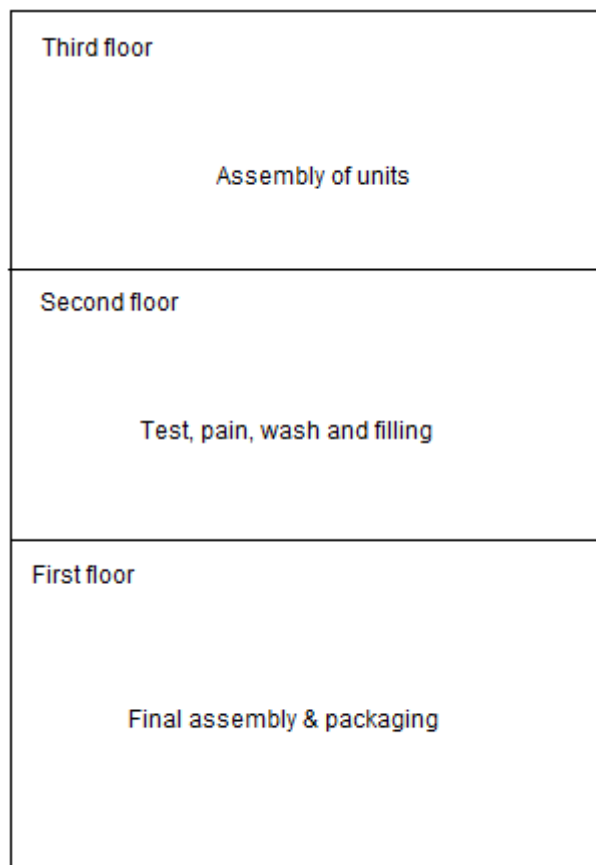 Third floor
Assembly of units
Second floor
Test, pain, wash and filling
First floor
Final assembly & packaging